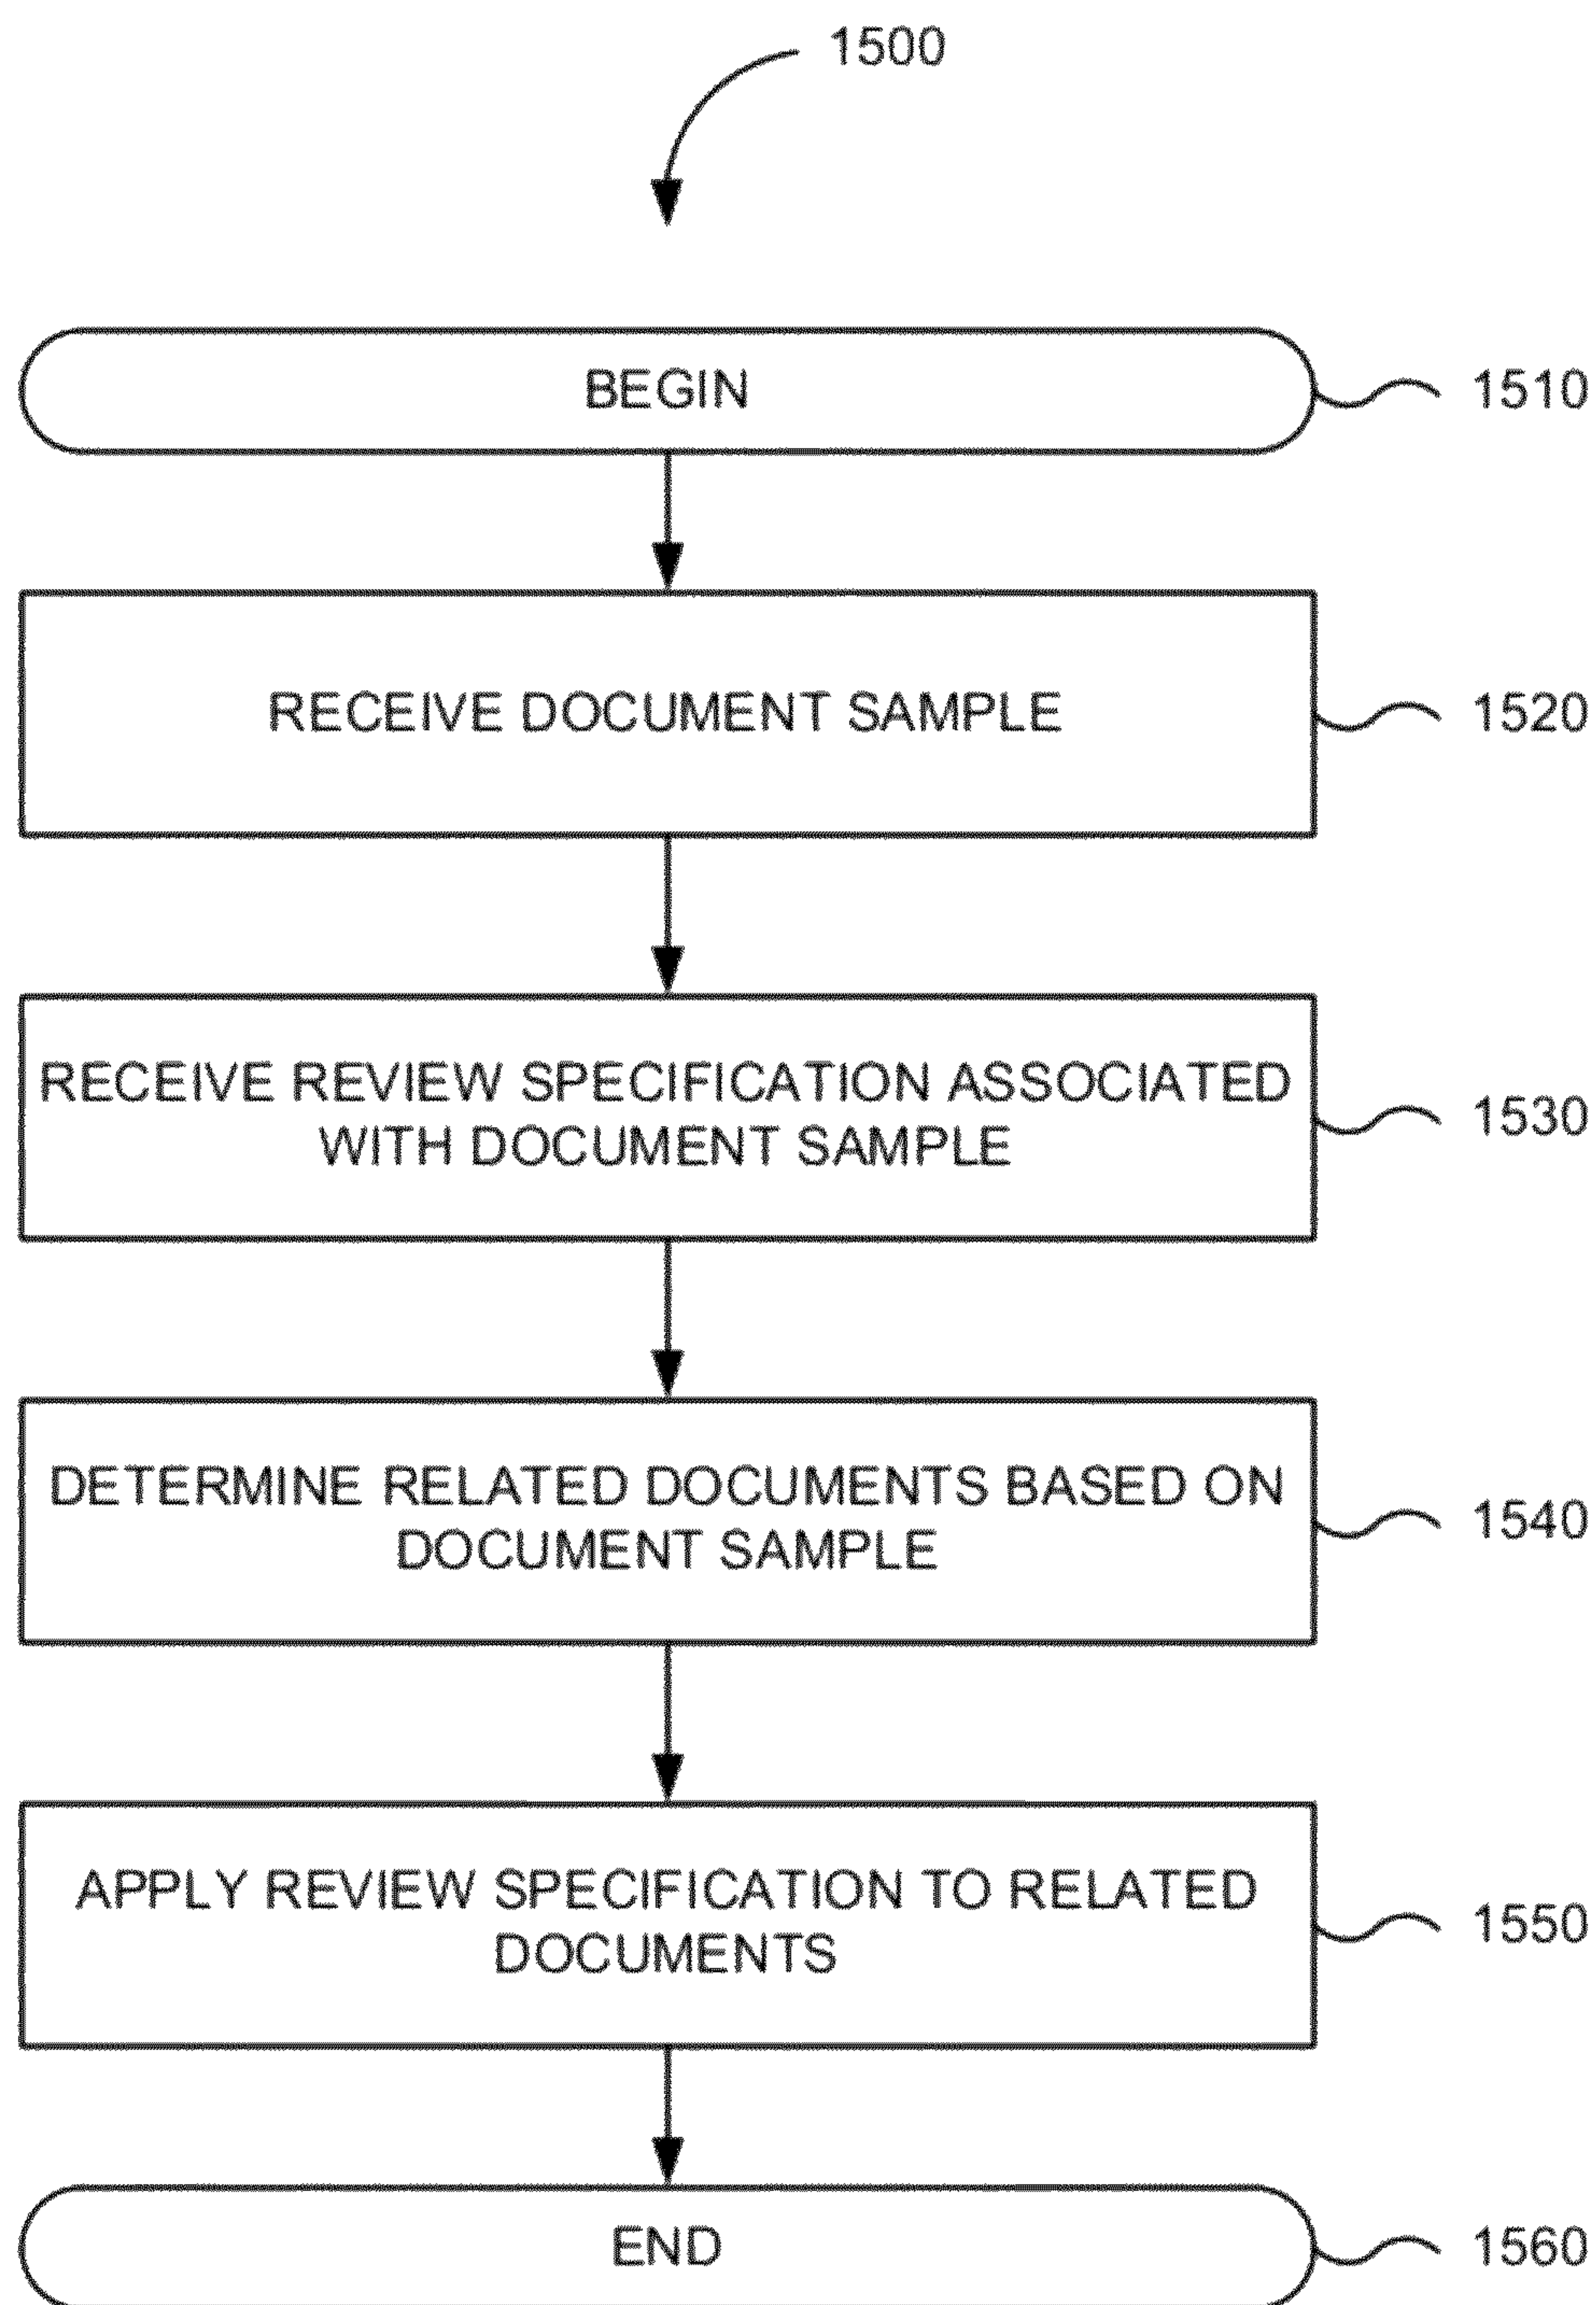 1500
BEGIN
1510
RECEIVE DOCUMENT SAMPLE
1520
RECEIVE REVIEW SPECIFICATION ASSOCIATED
WITH DOCUMENT SAMPLE
1530
DETERMINE RELATED DOCUMENTS BASED ON
DOCUMENT SAMPLE
1540
APPLY REVIEW SPECIFICATION TO RELATED
DOCUMENTS
1550
END
1560